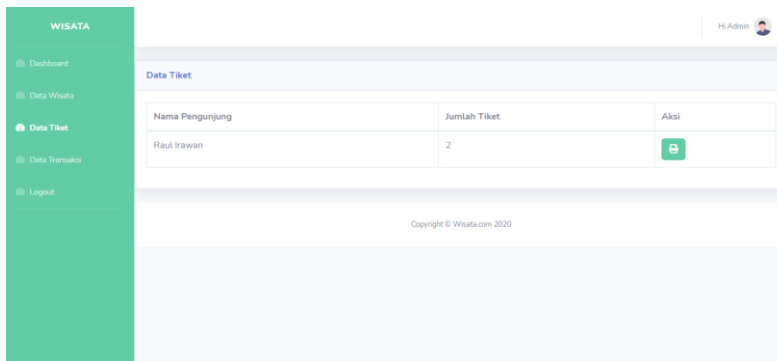 WISATA
Hi Admin
Dashboard
Data Wisata
Data Tiket
Data Transaksi
Logout
Data Tiket
Nama Pengunjung Jumlah Tiket Aksi
Raul Irawan 2
Copyright © Wisata.com 2020